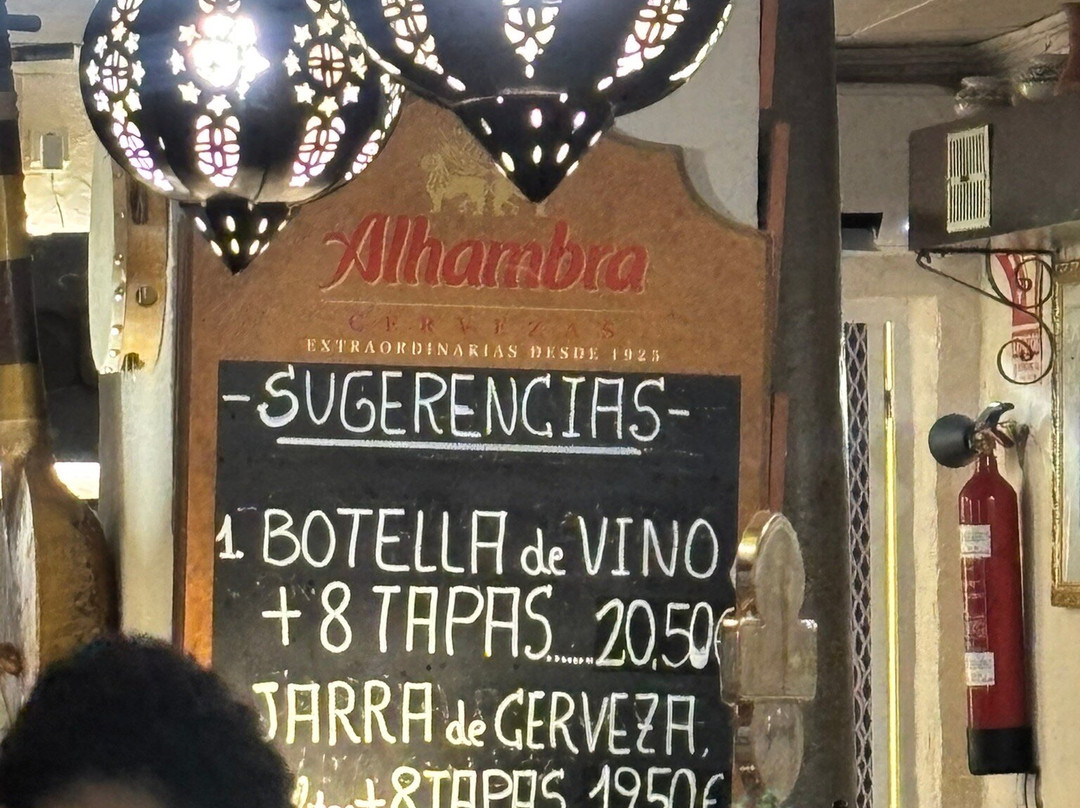 Alhambra
CERVEZAS
EXTRAORDINARIAS DESDE 1925
-SUGERENCIAS-
1. BOTELLA de VINO
+8 TAPAS......20,50€
JARRA de CERVEZA,
+8 TAPAS 19,50€